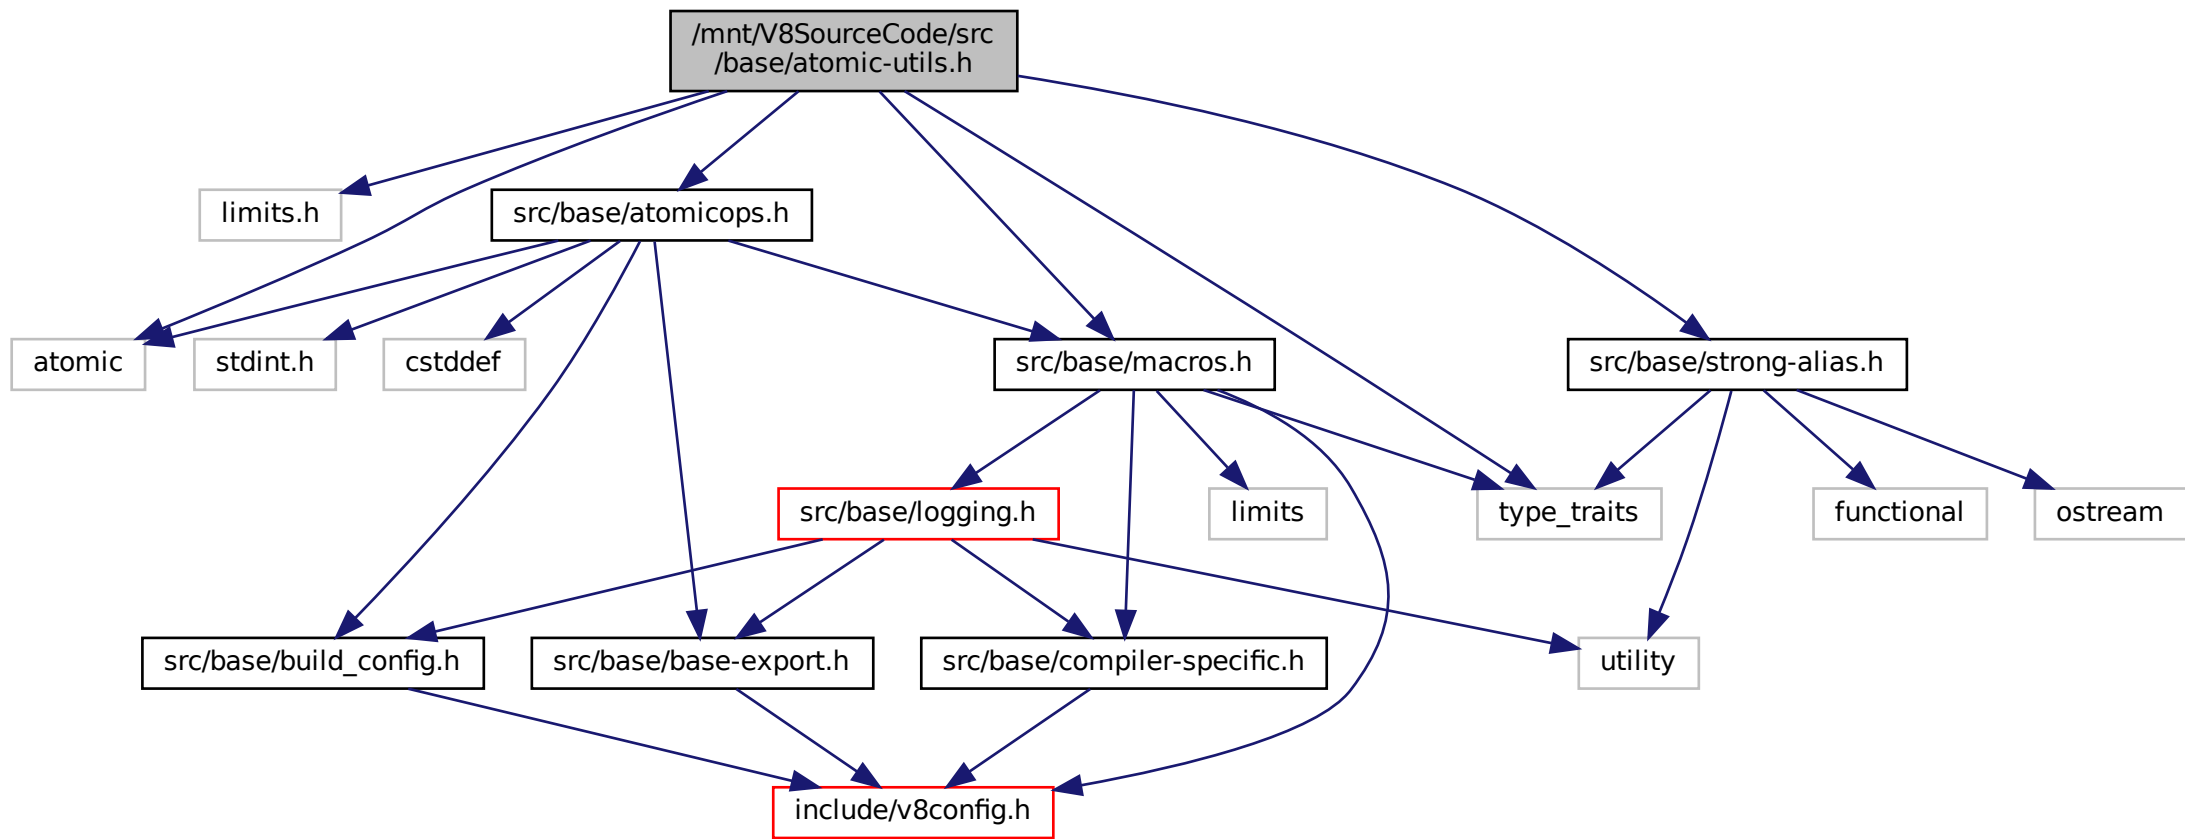 /mnt/V8SourceCode/src
/base/atomic-utils.h
limits.h
src/base/atomicops.h
atomic
stdint.h
cstddef
src/base/macros.h
src/base/strong-alias.h
src/base/logging.h
limits
type_traits
functional
ostream
src/base/build_config.h
src/base/base-export.h
src/base/compiler-specific.h
utility
include/v8config.h